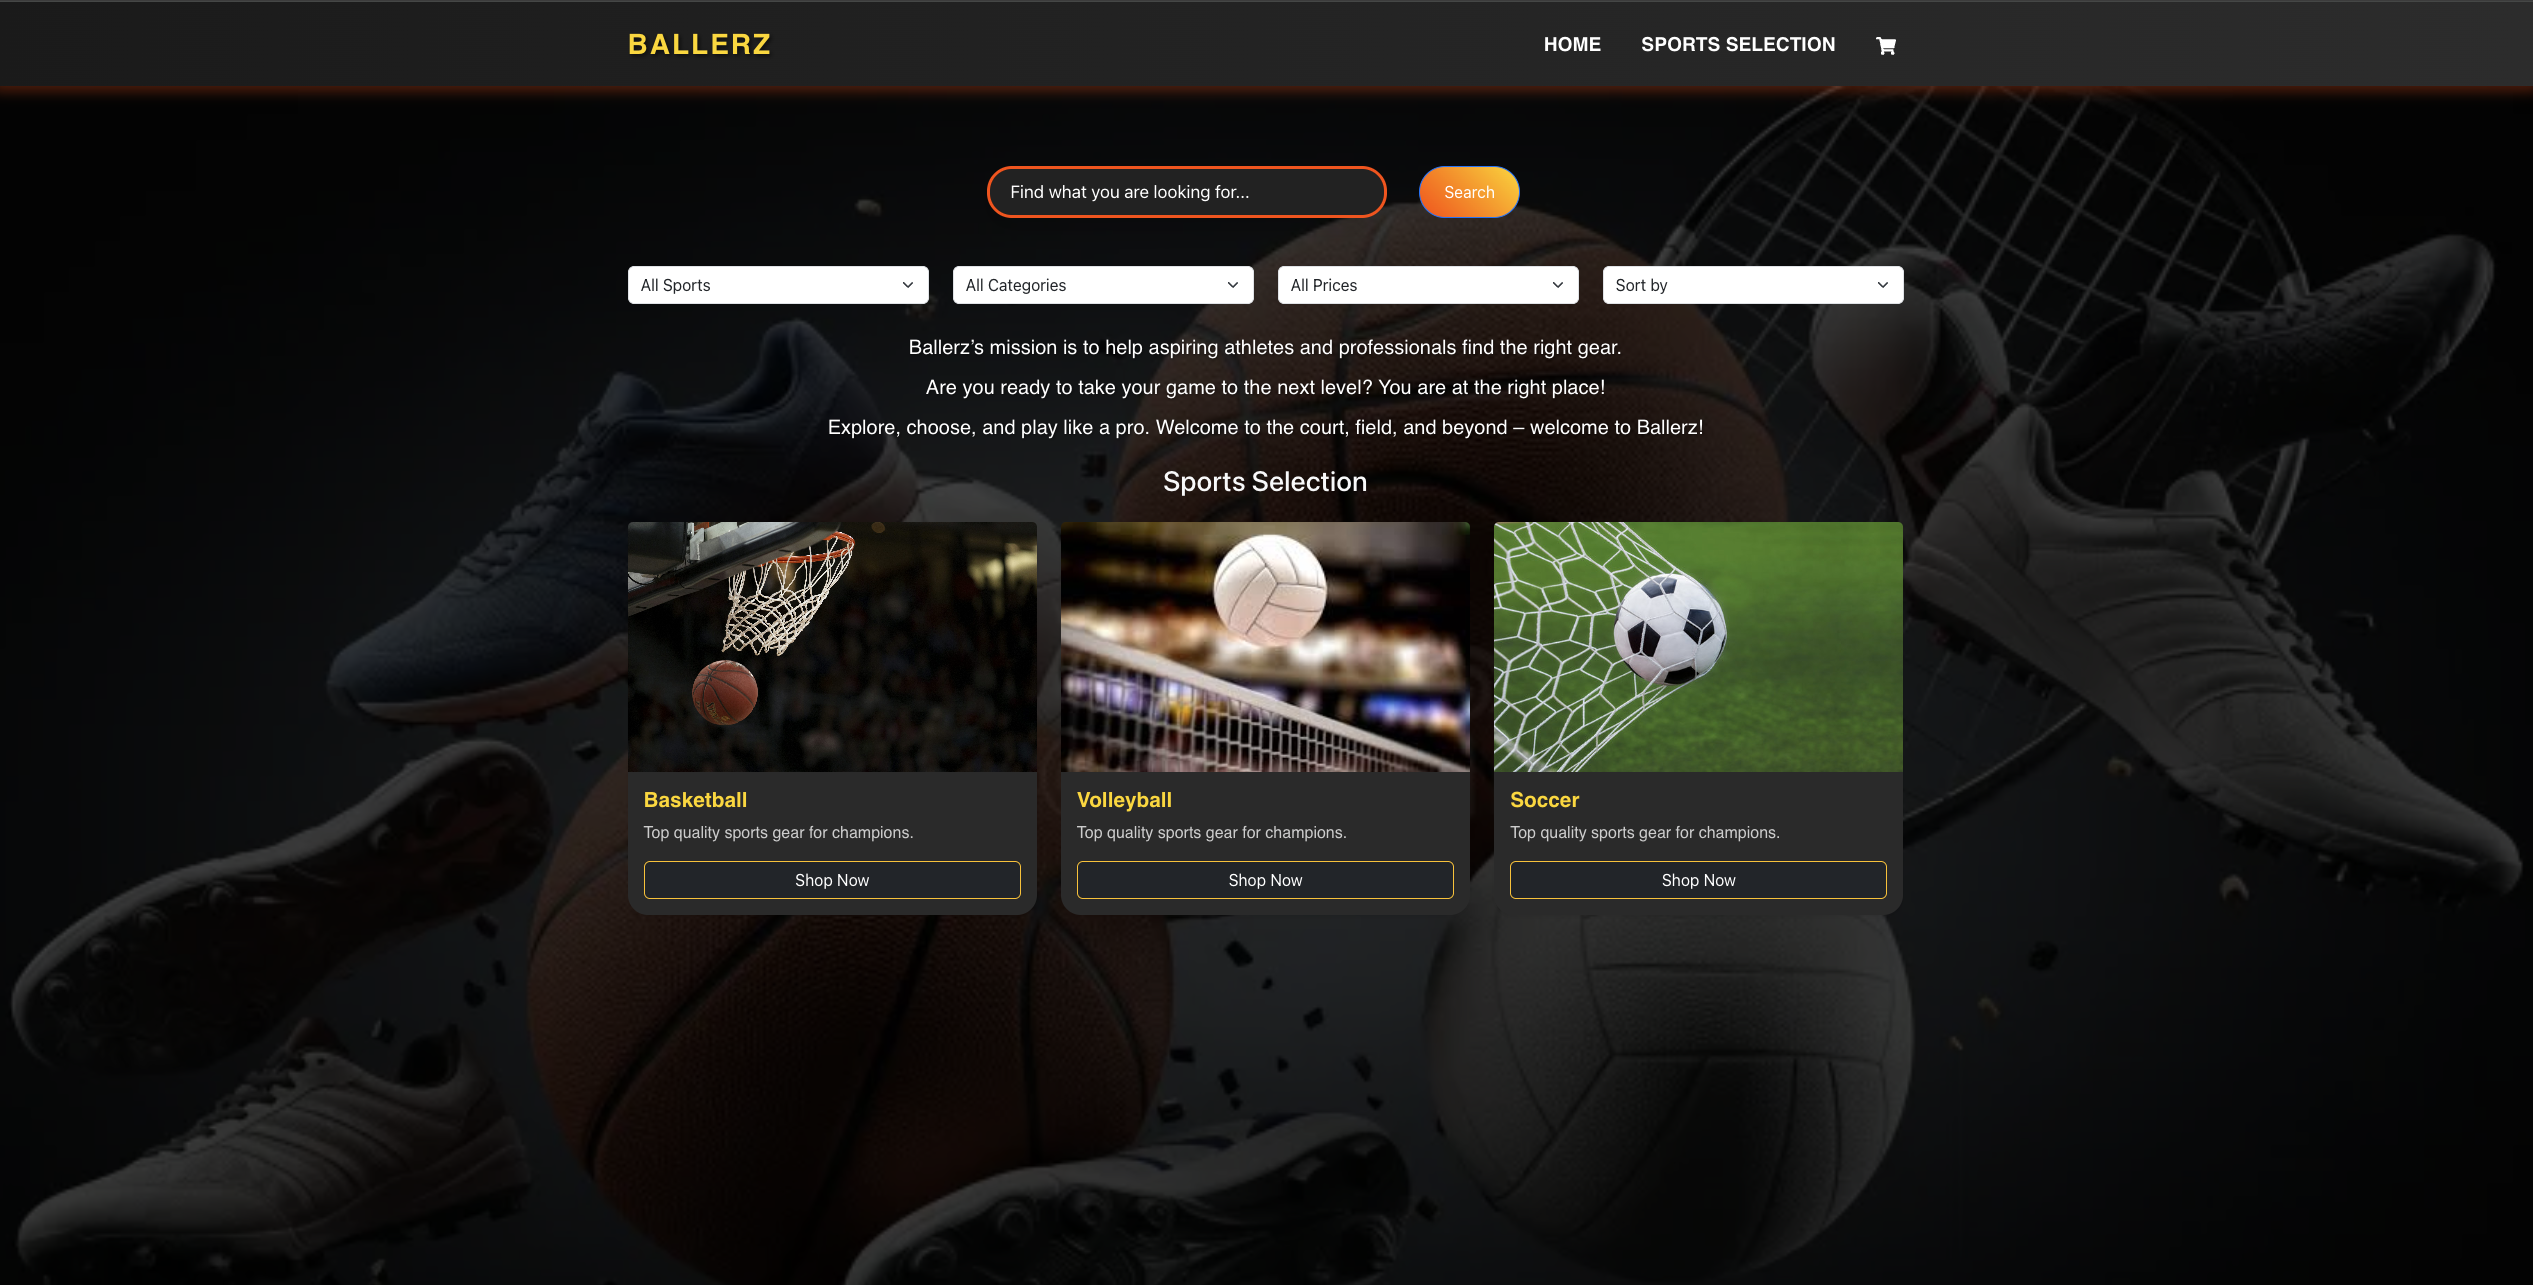 BALLERZ
HOME SPORTS SELECTION
Find what you are looking for... Search
All Sports All Categories All Prices Sort by
Ballerz’s mission is to help aspiring athletes and professionals find the right gear.
Are you ready to take your game to the next level? You are at the right place!
Explore, choose, and play like a pro. Welcome to the court, field, and beyond – welcome to Ballerz!
Sports Selection
Basketball
Top quality sports gear for champions.
Shop Now
Volleyball
Top quality sports gear for champions.
Shop Now
Soccer
Top quality sports gear for champions.
Shop Now